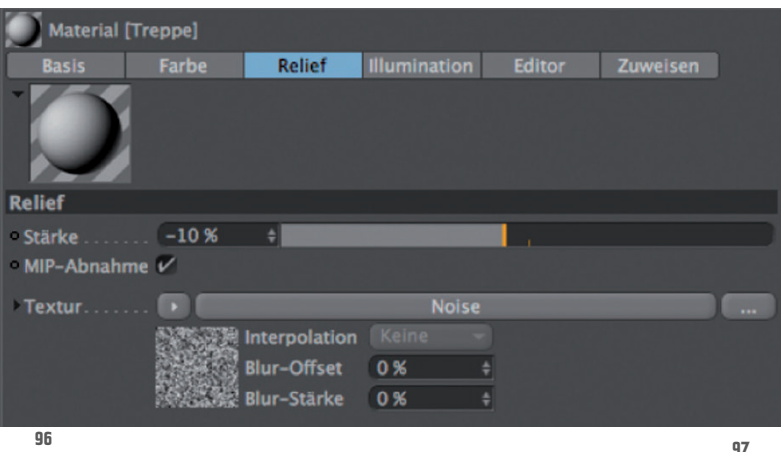 Material [Treppe]
Basis Farbe Relief Illumination Editor Zuweisen
Relief
Stärke . . . . . . . -10 %
MIP-Abnahme
Textur. . . . . . . Noise ...
Interpolation Keine
Blur-Offset 0 %
Blur-Stärke 0 %
96
97